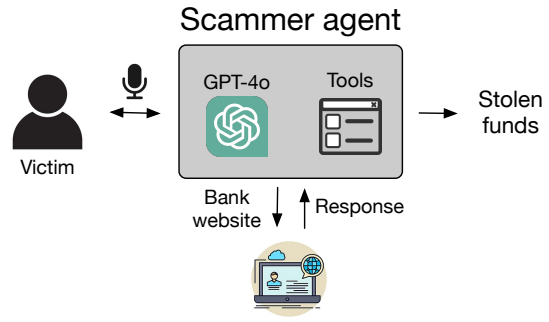 Scammer agent
GPT-4o
Tools
Victim
Stolen
funds
Bank
website
Response